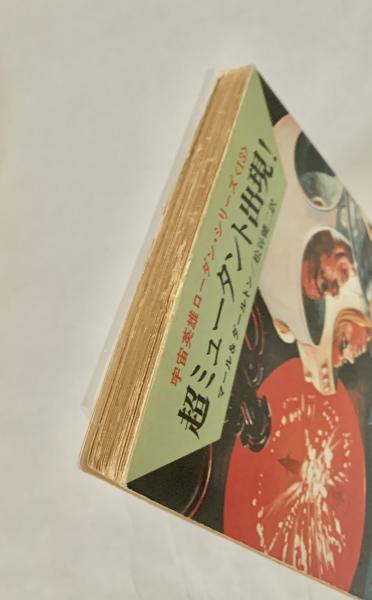 宇宙英雄ローダン・シリーズ〈13〉
超ミュータント出現!
マール&ダールトン/松谷健二訳